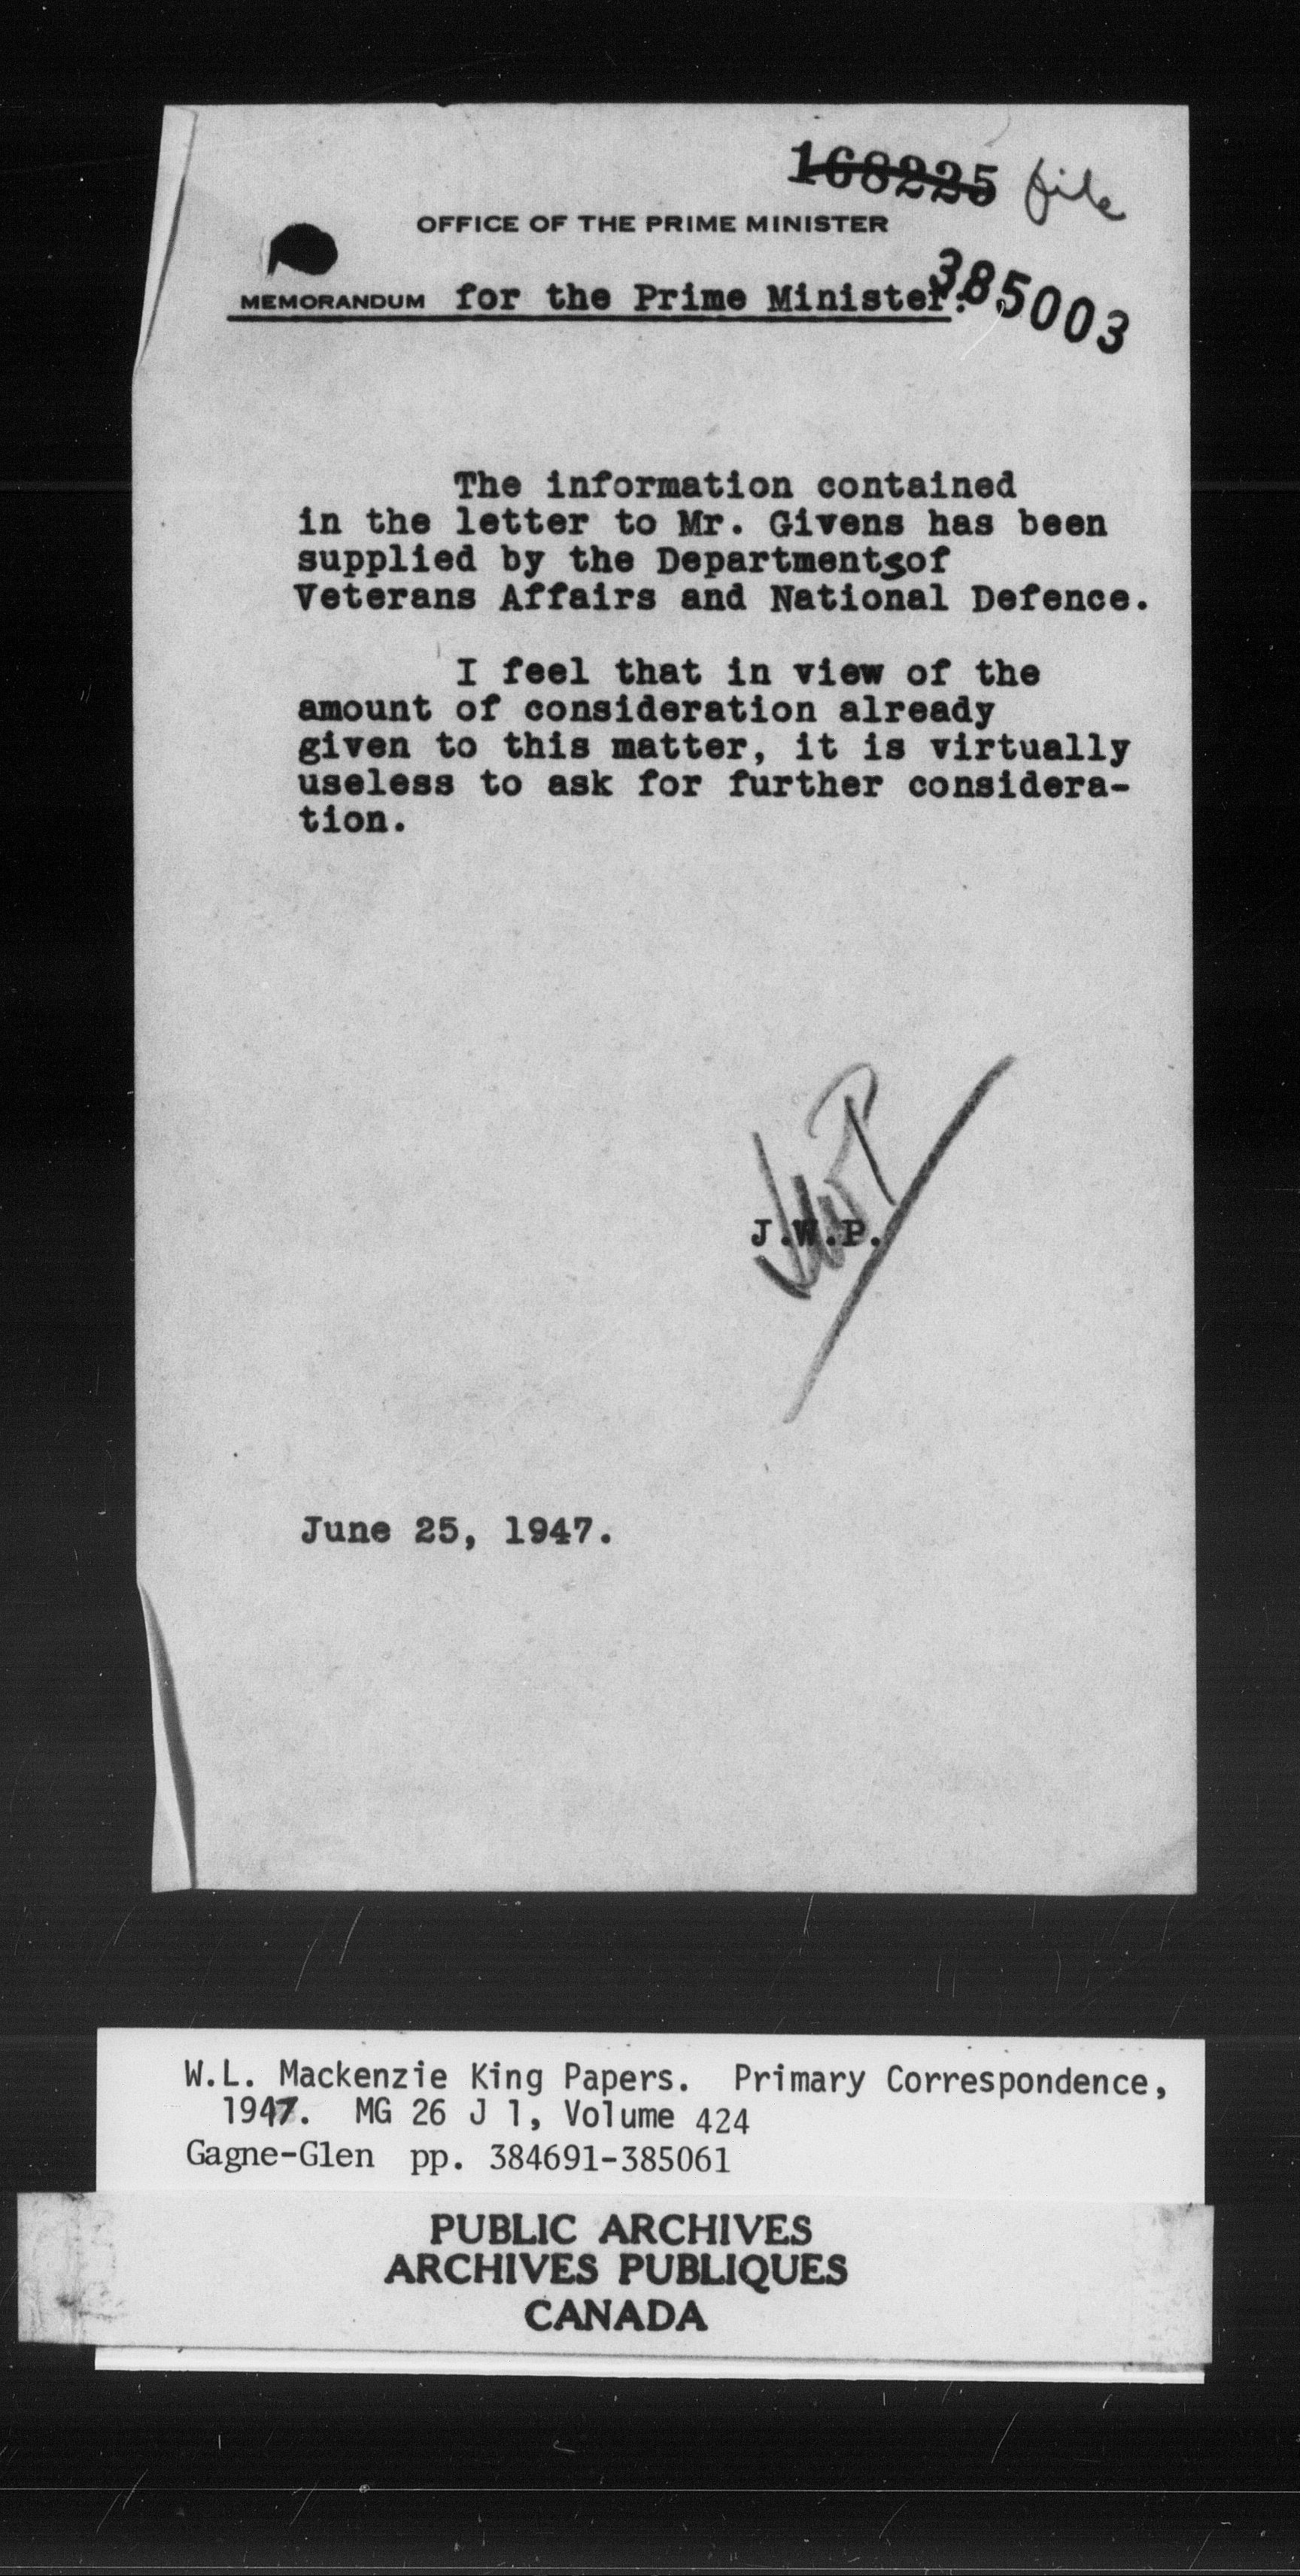 168225 file
OFFICE OF THE PRIME MINISTER
385003
MEMORANDUM for the Prime Minister:
The information contained
in the letter to Mr. Givens has been
supplied by the Departmentsof
Veterans Affairs and National Defence.
I feel that in view of the
amount of consideration already
given to this matter, it is virtually
useless to ask for further considera-
tion.
JWP
J.W.P.
June 25, 1947.
W.L. Mackenzie King Papers. Primary Correspondence,
1947. MG 26 J 1, Volume 424
Gagne-Glen pp. 384691-385061
PUBLIC ARCHIVES
ARCHIVES PUBLIQUES
CANADA